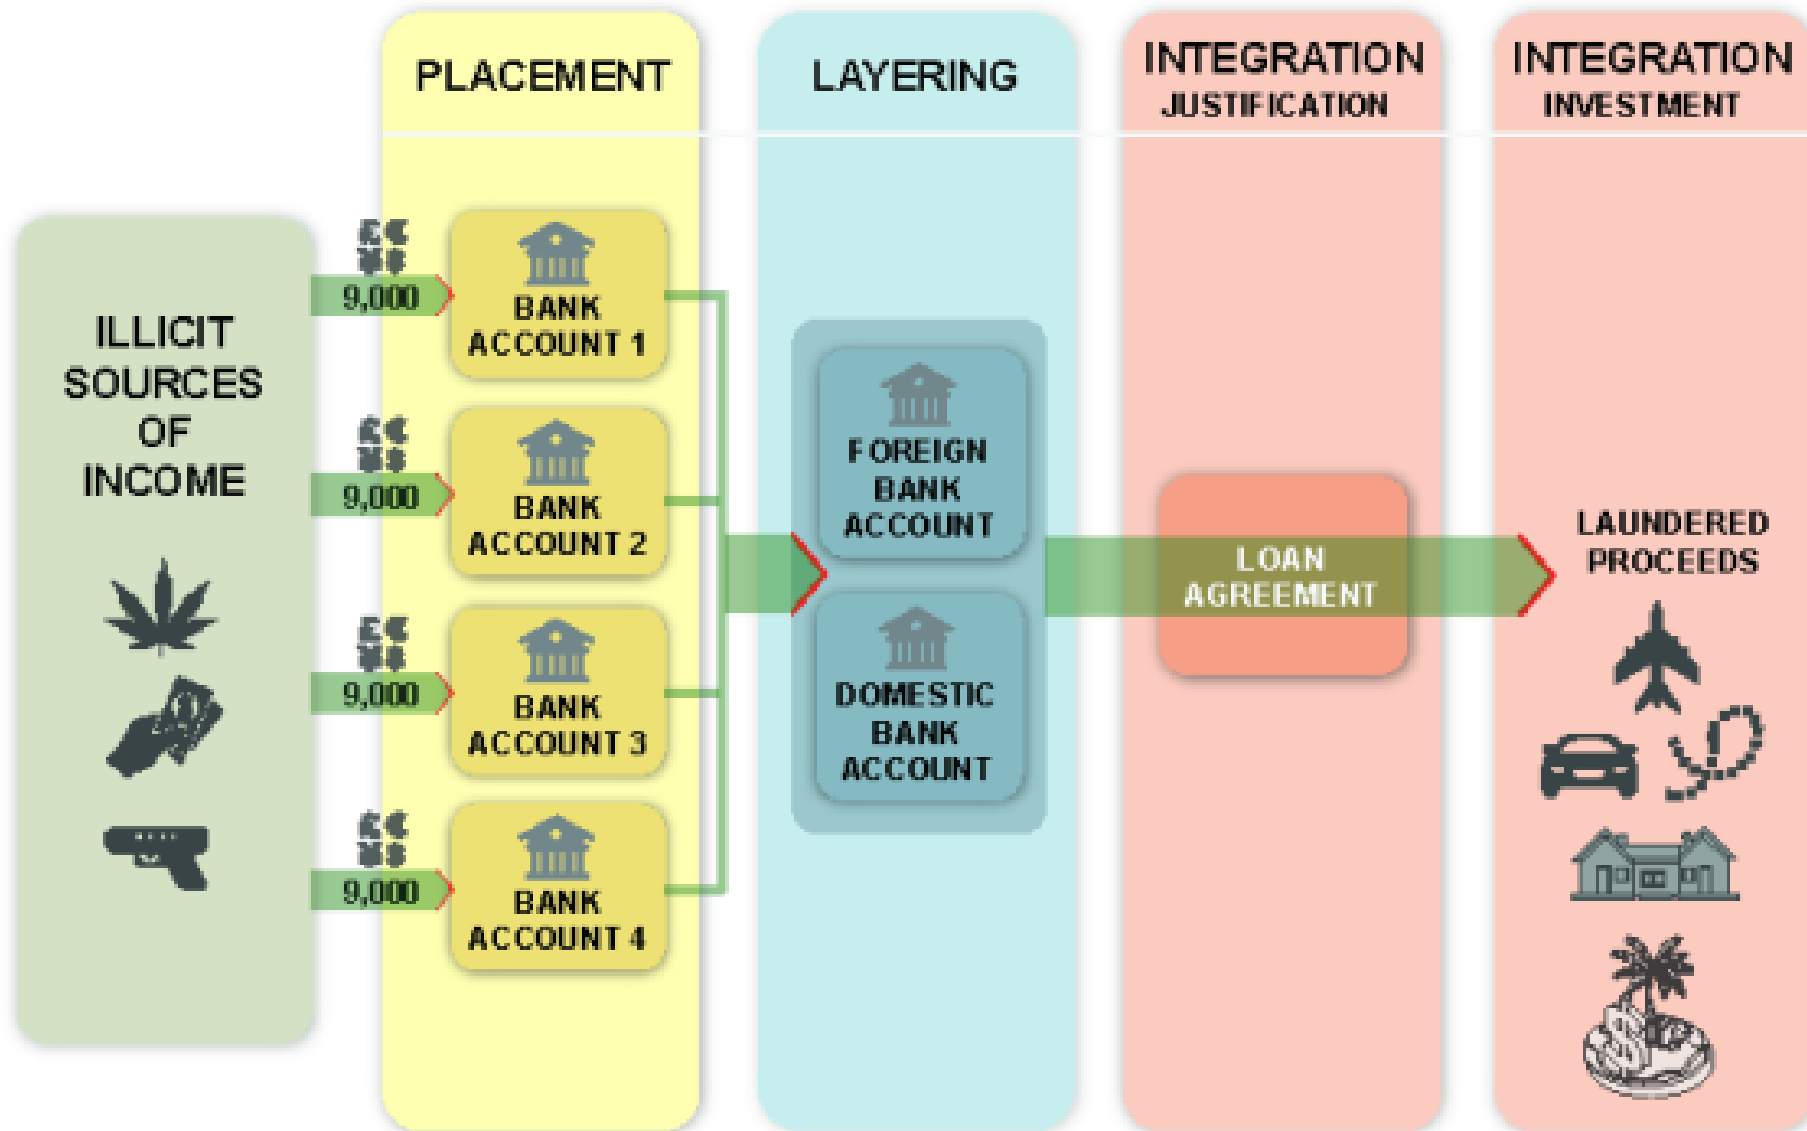 PLACEMENT
LAYERING
INTEGRATION
JUSTIFICATION
INTEGRATION
INVESTMENT
ILLICIT
SOURCES
OF
INCOME
9,000
BANK
ACCOUNT 1
9,000
BANK
ACCOUNT 2
9,000
BANK
ACCOUNT 3
9,000
BANK
ACCOUNT 4
FOREIGN
BANK
ACCOUNT
DOMESTIC
BANK
ACCOUNT
LOAN
AGREEMENT
LAUNDERED
PROCEEDS